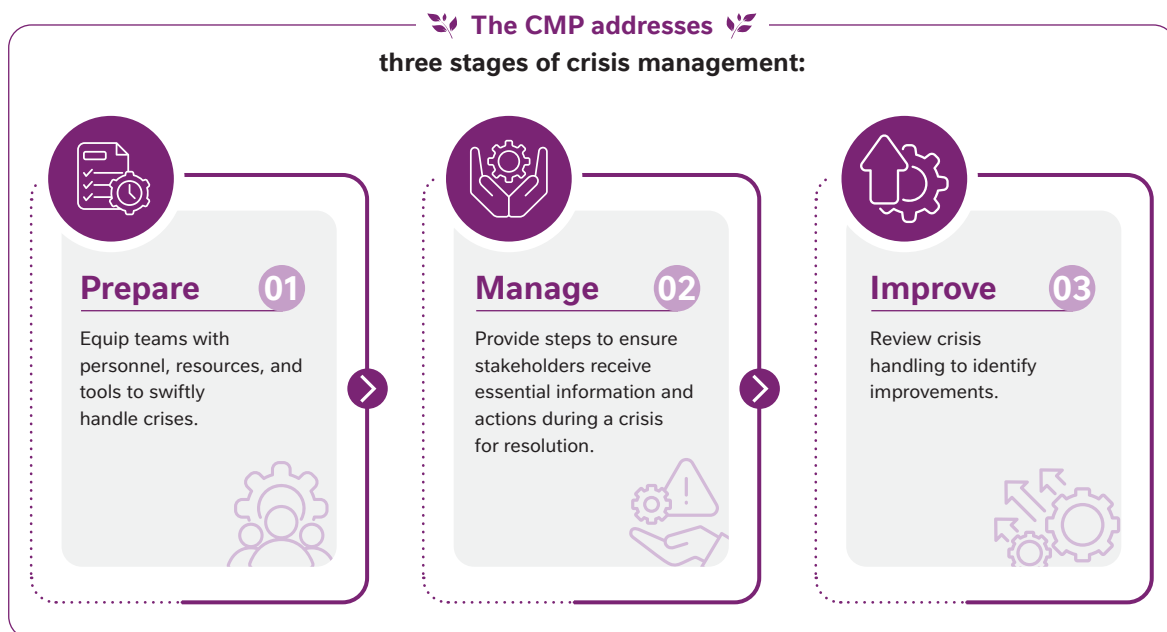 The CMP addresses
three stages of crisis management:
Prepare 01
Equip teams with
personnel, resources, and
tools to swiftly
handle crises.
Manage 02
Provide steps to ensure
stakeholders receive
essential information and
actions during a crisis
for resolution.
Improve 03
Review crisis
handling to identify
improvements.